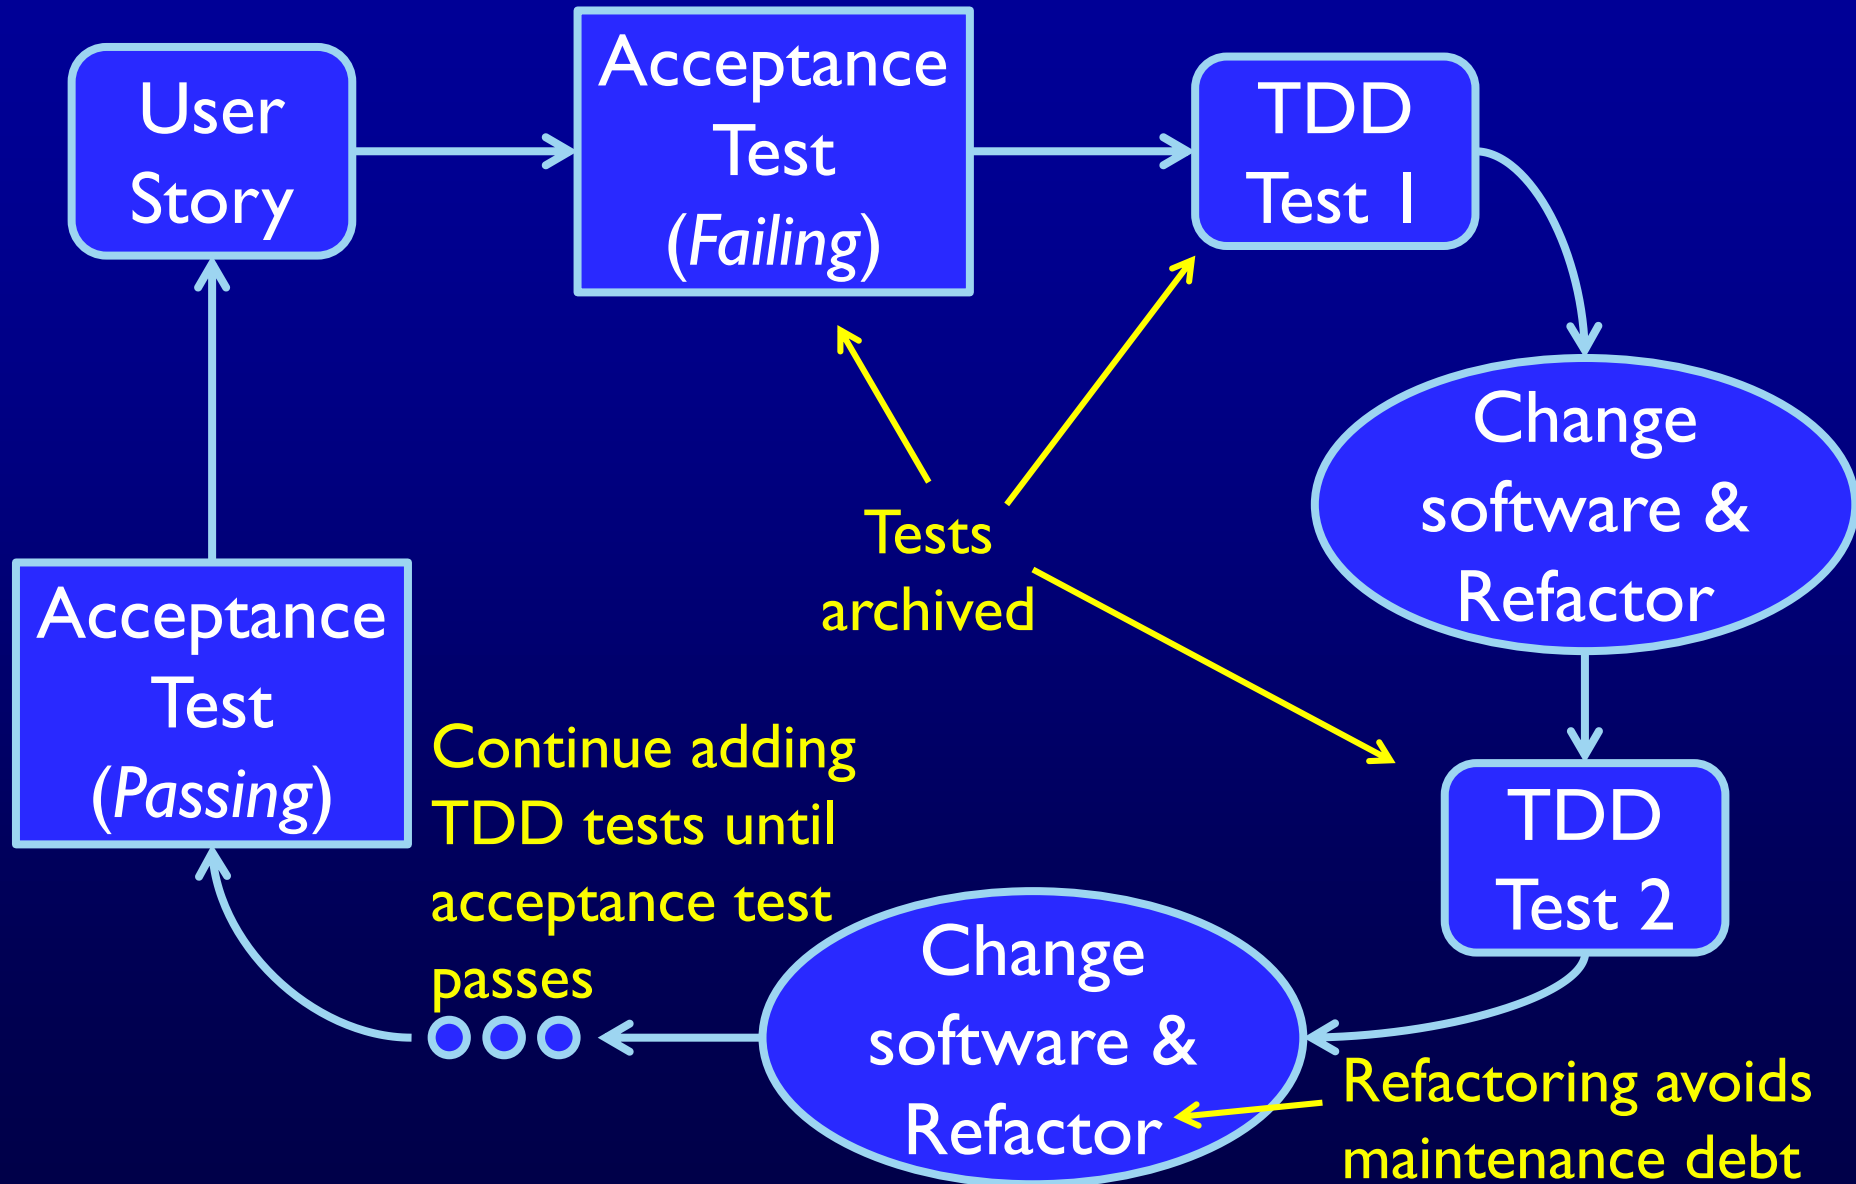 User
Story
Acceptance
Test
(Failing)
TDD
Test 1
Change
software &
Refactor
Tests
archived
TDD
Test 2
Change
software &
Refactor
Refactoring avoids
maintenance debt
Continue adding
TDD tests until
acceptance test
passes
Acceptance
Test
(Passing)